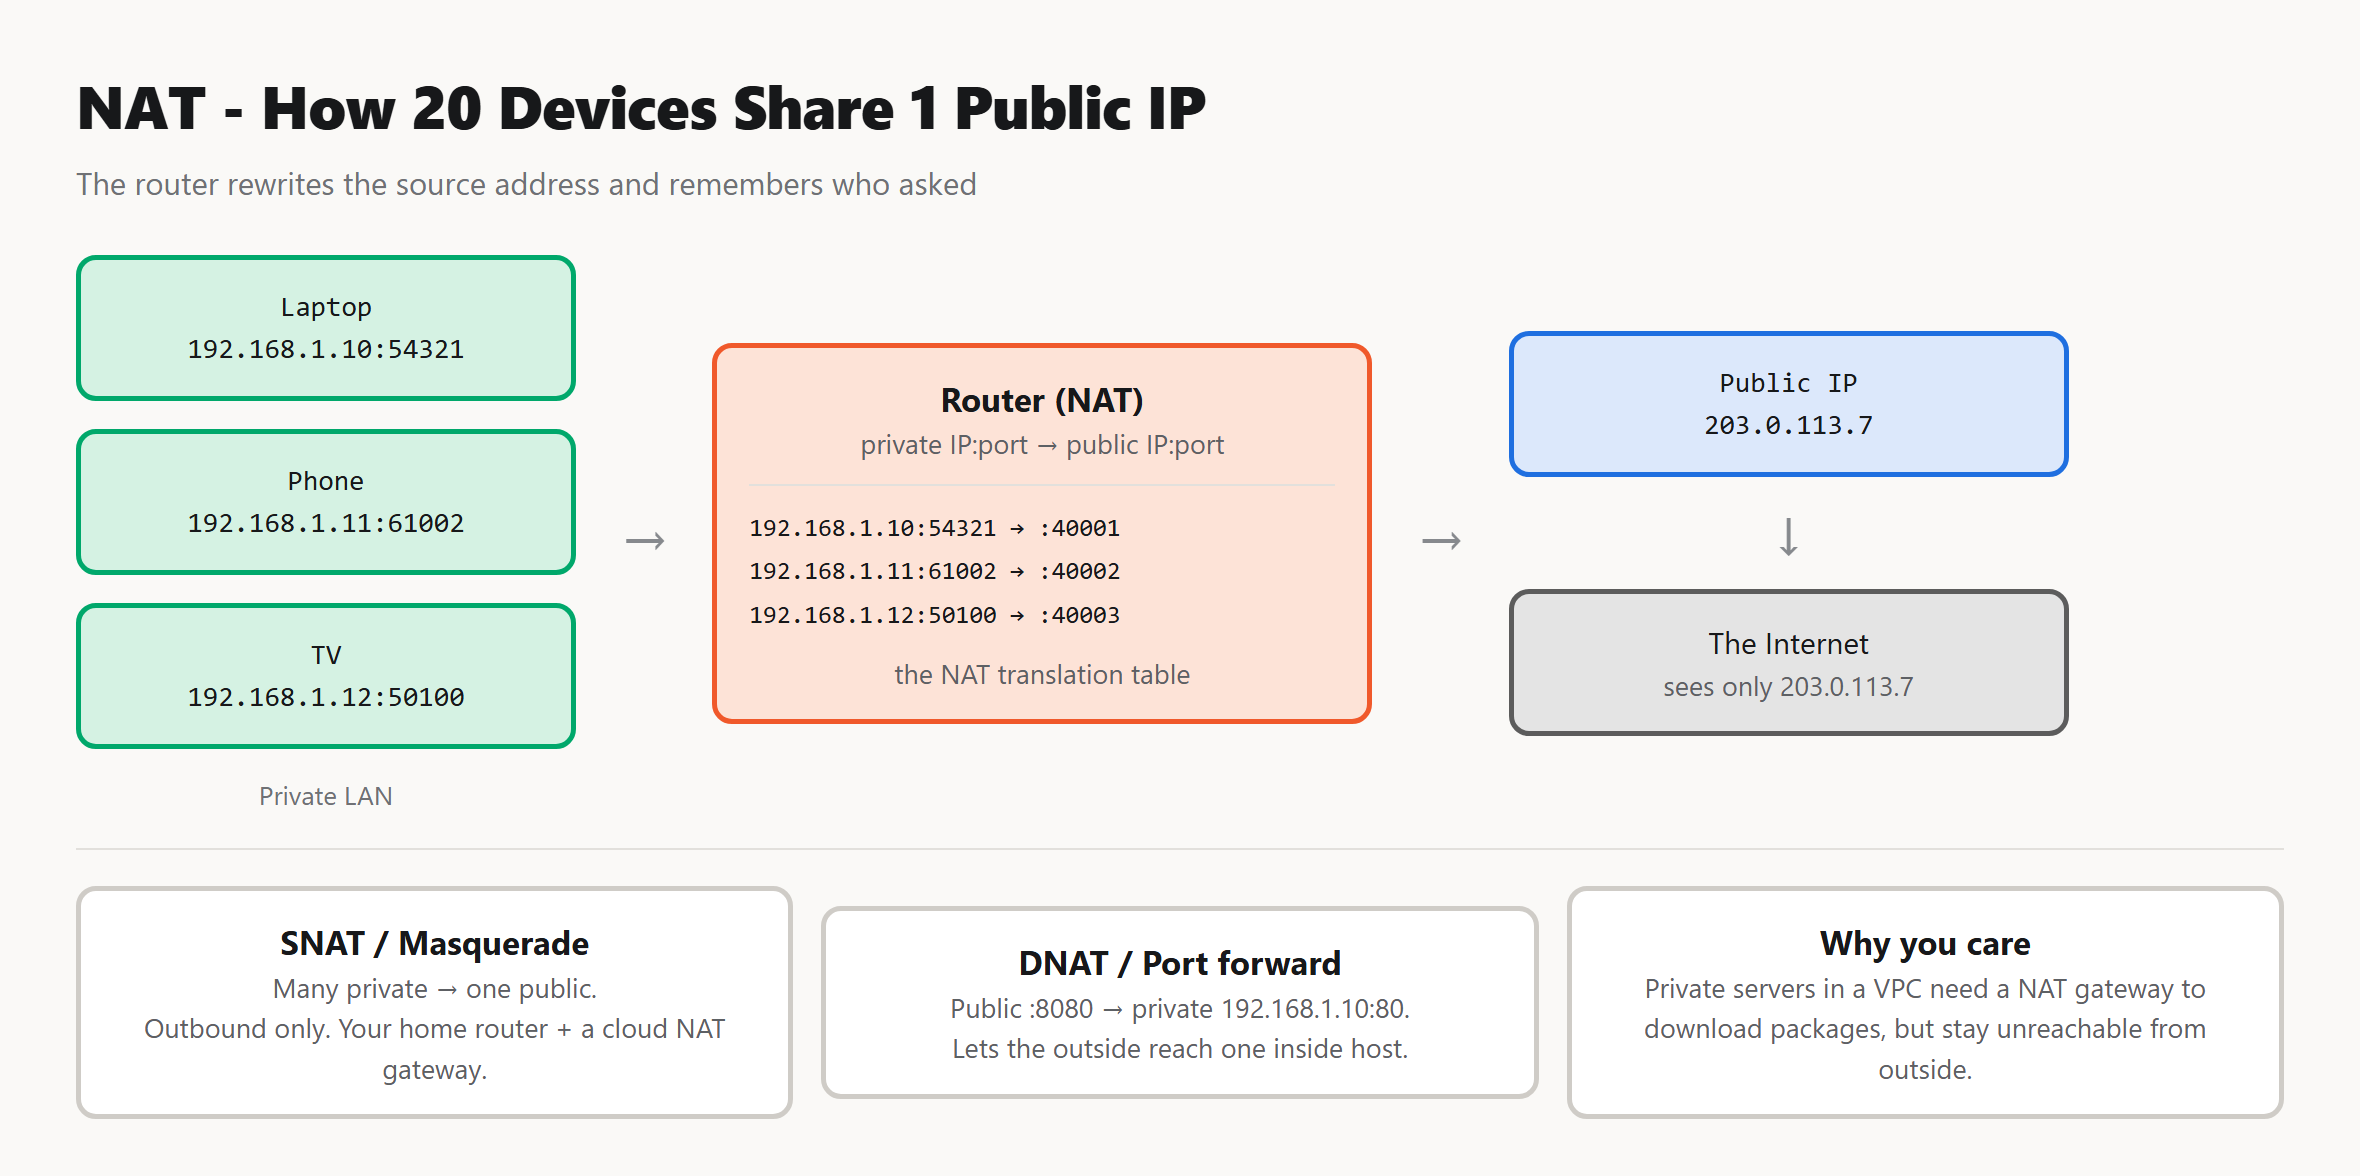 NAT - How 20 Devices Share 1 Public IP
The router rewrites the source address and remembers who asked
Laptop
192.168.1.10:54321
Phone
192.168.1.11:61002
TV
192.168.1.12:50100
Private LAN
→
Router (NAT)
private IP:port → public IP:port
192.168.1.10:54321 → :40001
192.168.1.11:61002 → :40002
192.168.1.12:50100 → :40003
the NAT translation table
→
Public IP
203.0.113.7
↓
The Internet
sees only 203.0.113.7
SNAT / Masquerade
Many private → one public.
Outbound only. Your home router + a cloud NAT
gateway.
DNAT / Port forward
Public :8080 → private 192.168.1.10:80.
Lets the outside reach one inside host.
Why you care
Private servers in a VPC need a NAT gateway to
download packages, but stay unreachable from
outside.